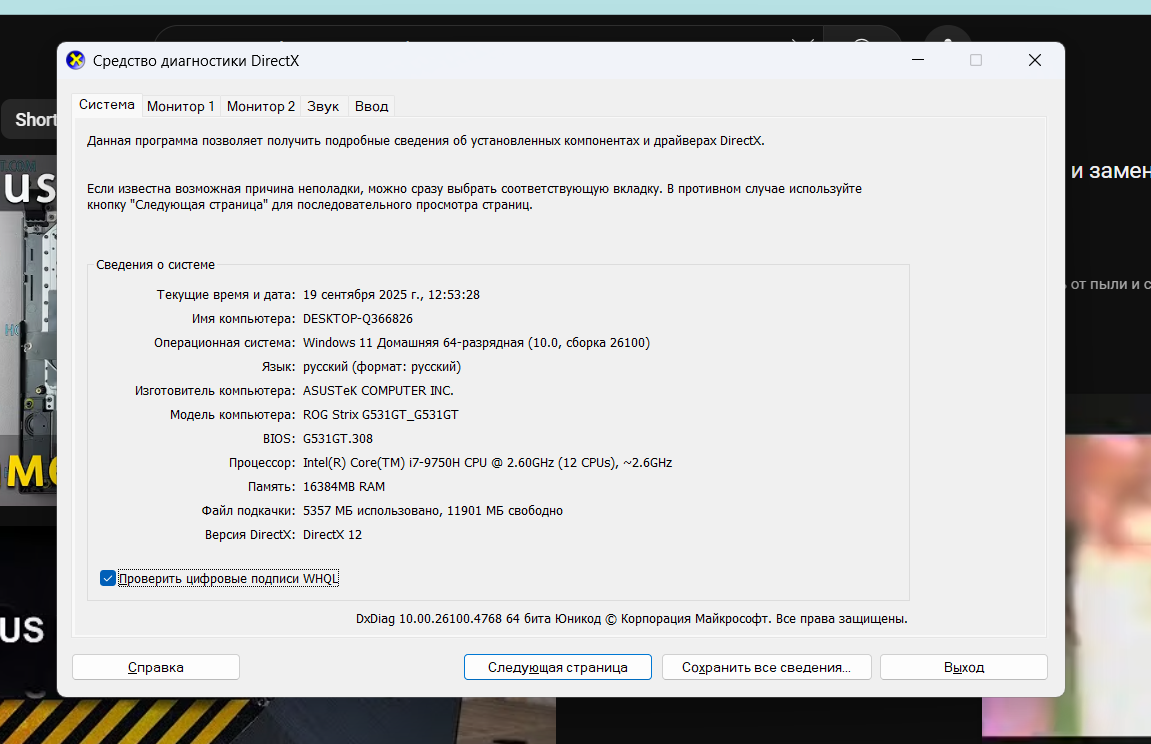 Средство диагностики DirectX
Short
Система
Монитор 1
Монитор 2
Звук
Ввод
Данная программа позволяет получить подробные сведения об установленных компонентах и драйверах DirectX.
и замен
us
Если известна возможная причина неполадки, можно сразу выбрать соответствующую вкладку. В противном случае используйте
кнопку "Следующая страница" для последовательного просмотра страниц.
Сведения о системе
от пыли и с
Текущие время и дата: 19 сентября 2025 г., 12:53:28
Имя компьютера: DESKTOP-Q366826
Операционная система: Windows 11 Домашняя 64-разрядная (10.0, сборка 26100)
Язык: русский (формат: русский)
Изготовитель компьютера: ASUSTeK COMPUTER INC.
Модель компьютера: ROG Strix G531GT_G531GT
BIOS: G531GT.308
Процессор: Intel(R) Core(TM) i7-9750H CPU @ 2.60GHz (12 CPUs), ~2.6GHz
Память: 16384MB RAM
Файл подкачки: 5357 МБ использовано, 11901 МБ свободно
Версия DirectX: DirectX 12
Проверить цифровые подписи WHQL
DxDiag 10.00.26100.4768 64 бита Юникод © Корпорация Майкрософт. Все права защищены.
us
Справка
Следующая страница
Сохранить все сведения...
Выход